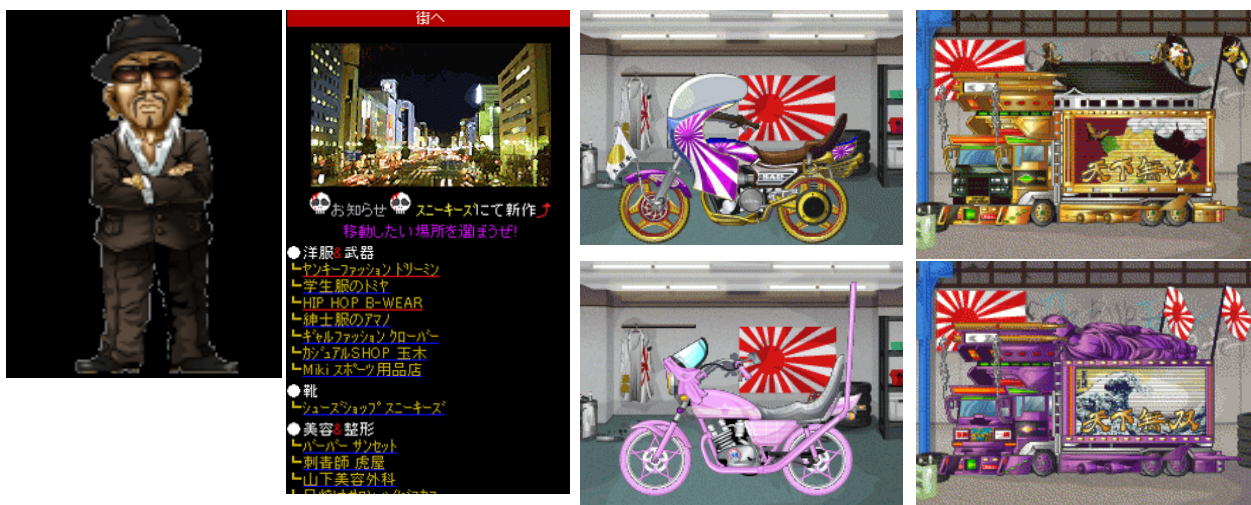 街へ
お知らせ スニーキーズにて新作
移動したい場所を選ぼうぜ!
●洋服&武器
┗ヤンキーファッション ドリーミン
┗学生服のトミヤ
┗HIP HOP B-WEAR
┗紳士服のアマノ
┗ギャルファッション クローバー
┗カジュアルSHOP 玉木
┗Miki スポーツ用品店
●靴
┗シューズショップ スニーキーズ
●美容&整形
┗バーバー サンセット
┗刺青師 虎屋
┗山下美容外科
天下無双
天下無双